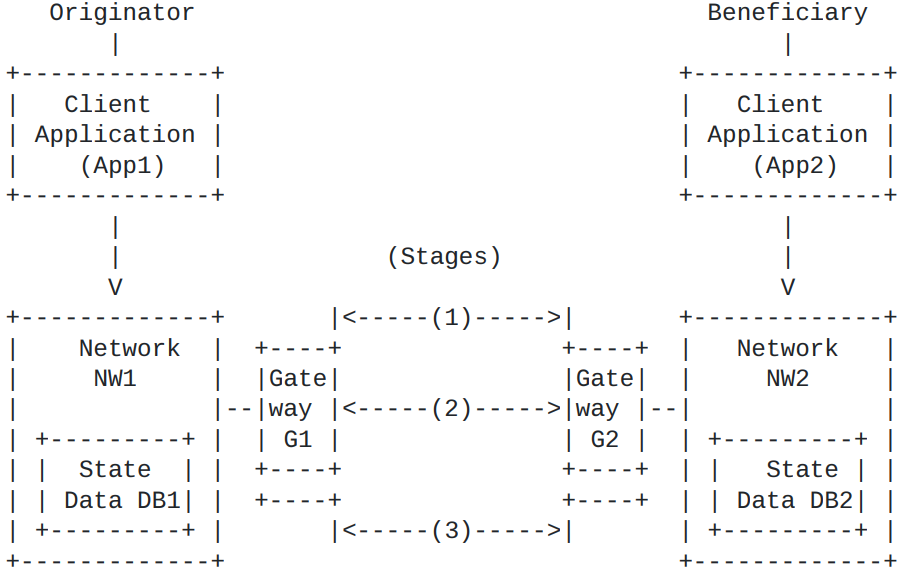 Originator                                   Beneficiary
       |                                             |
+-------------+                               +-------------+
|   Client    |                               |   Client    |
| Application |                               | Application |
|    (App1)   |                               |    (App2)   |
+-------------+                               +-------------+
       |                                             |
       |                  (Stages)                   |
       V                                             V
+-------------+       |<-----(1)----->|       +-------------+
|    Network  |  +----+               +----+  |   Network   |
|     NW1     |  |Gate|               |Gate|  |     NW2     |
|             |--|way |<-----(2)----->|way |--|             |
| +---------+ |  | G1 |               | G2 |  | +---------+ |
| |  State  | |  +----+               +----+  | |   State | |
| | Data DB1| |  +----+               +----+  | | Data DB2| |
| +---------+ |       |<-----(3)----->|       | +---------+ |
+-------------+                               +-------------+